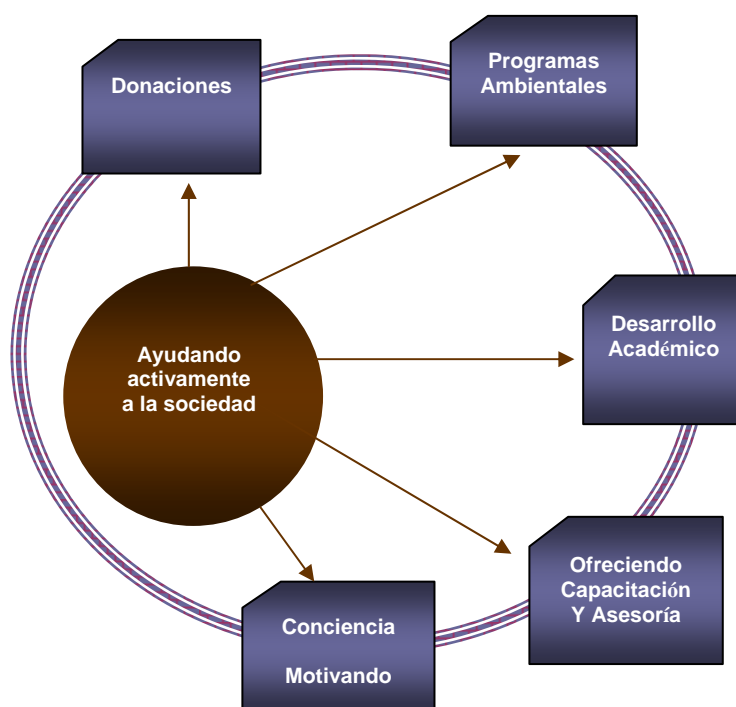 Donaciones
Programas
Ambientales
Desarrollo
Académico
Ayudando
activamente
a la sociedad
Ofreciendo
Capacitación
Y Asesoría
Conciencia
Motivando